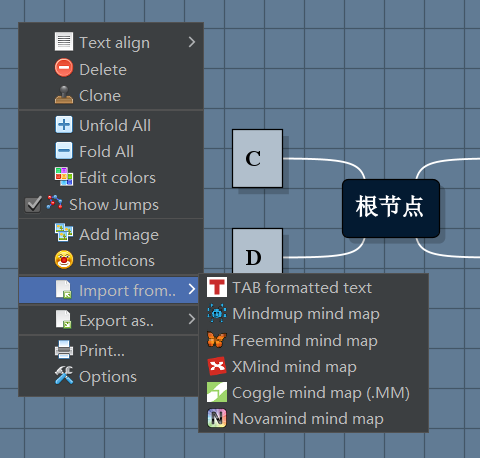 Text align
Delete
Clone
Unfold All
Fold All
Edit colors
Show Jumps
Add Image
Emoticons
Import from..
Export as..
Print...
Options
TAB formatted text
Mindmup mind map
Freemind mind map
XMind mind map
Coggle mind map (.MM)
Novamind mind map
C
D
根节点